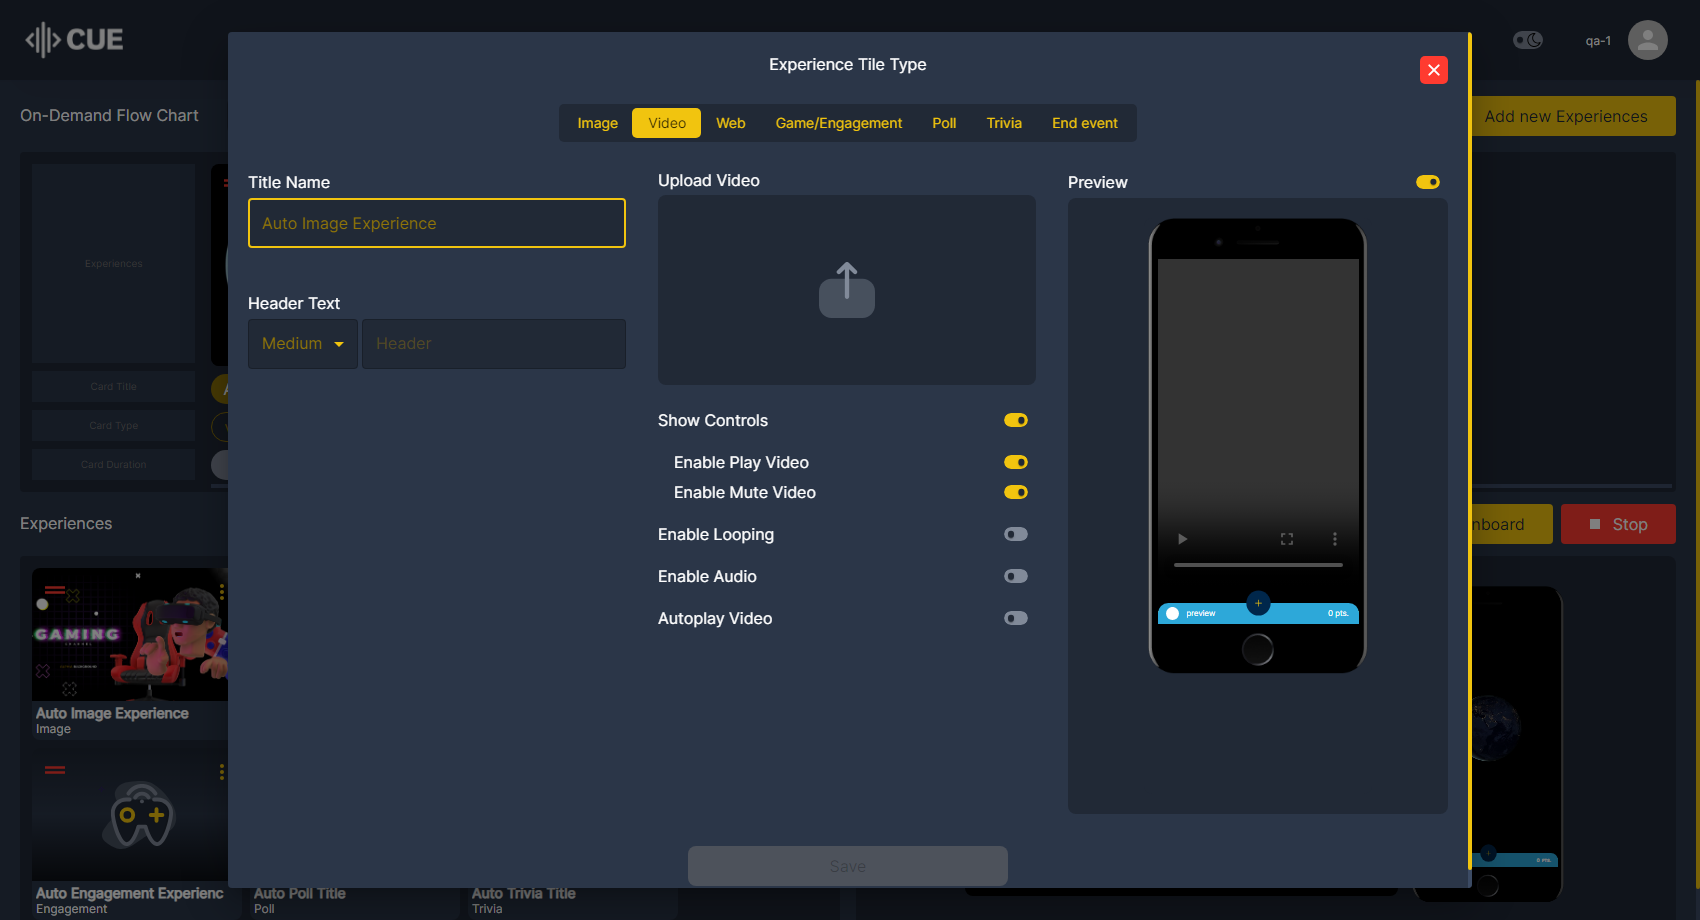 CUE
qa-1
On-Demand Flow Chart
Add new Experiences
Experiences
Card Title
Card Type
Card Duration
Experience Tile Type
Image
Video
Web
Game/Engagement
Poll
Trivia
End event
Title Name
Auto Image Experience
Header Text
Medium
Header
Upload Video
Show Controls
Enable Play Video
Enable Mute Video
Enable Looping
Enable Audio
Autoplay Video
Preview
preview
0 pts.
Save
Experiences
nboard
Stop
GAMING
Auto Image Experience
Image
Auto Engagement Experienc
Engagement
Auto Poll Title
Poll
Auto Trivia Title
Trivia
0 pts.